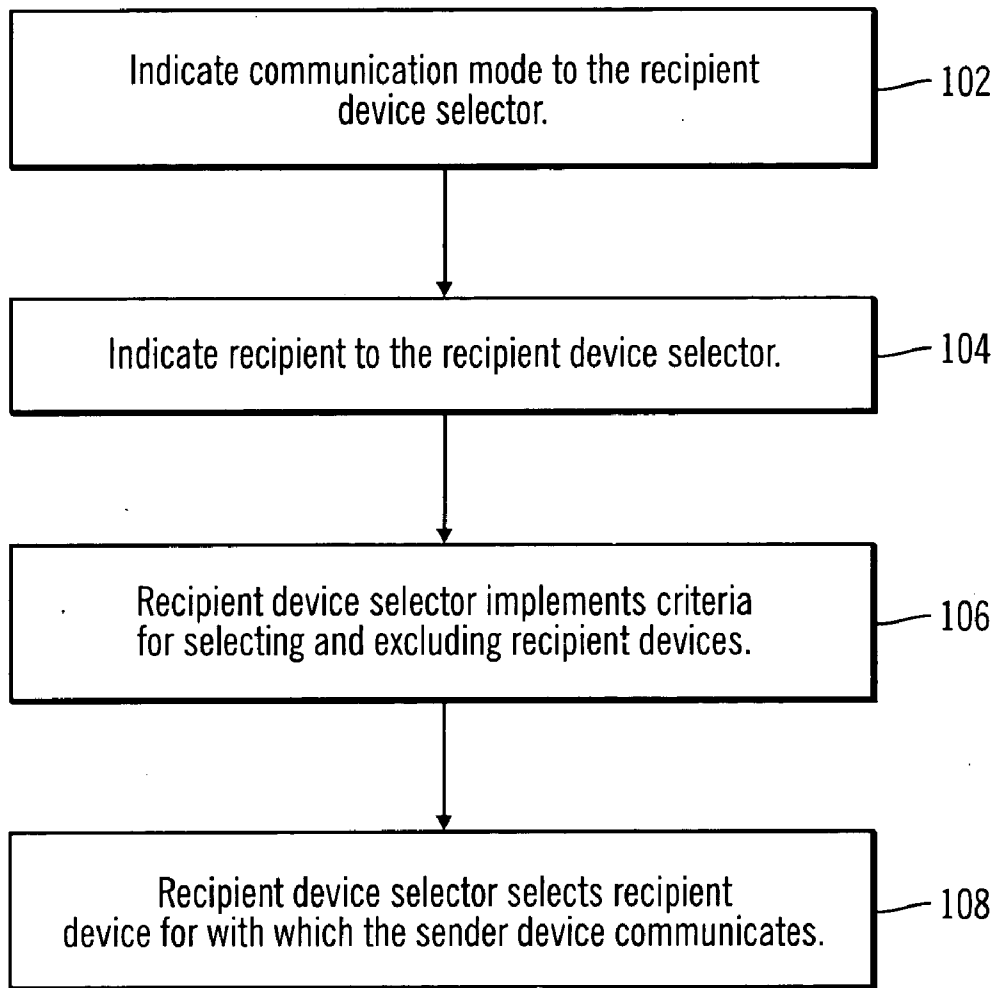 Indicate communication mode to the recipient
device selector.
102
Indicate recipient to the recipient device selector.
104
Recipient device selector implements criteria
for selecting and excluding recipient devices.
106
Recipient device selector selects recipient
device for with which the sender device communicates.
108